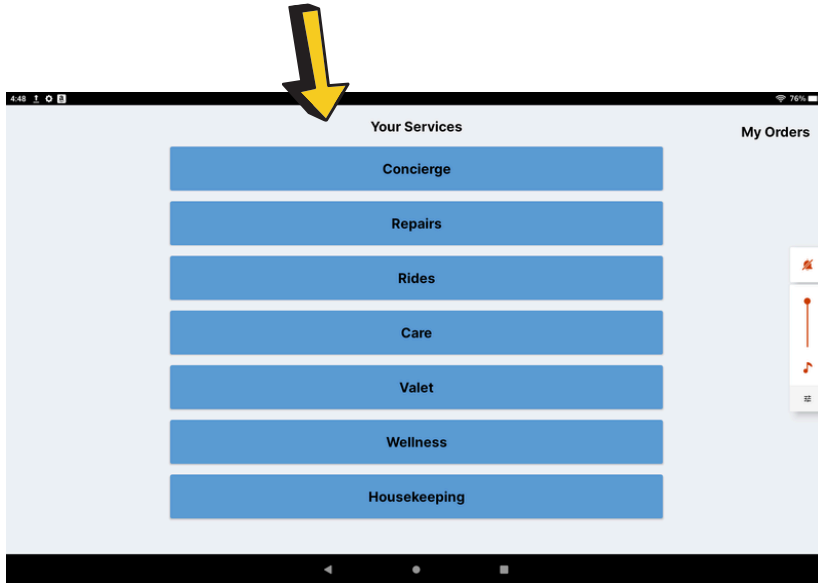 4:48
76%
Your Services
My Orders
Concierge
Repairs
Rides
Care
Valet
Wellness
Housekeeping